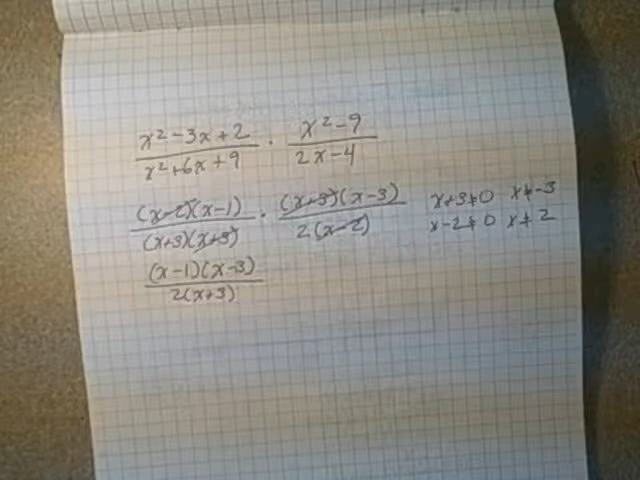 x² - 3x + 2 / x² + 6x + 9 · x² - 9 / 2x - 4
(x-2)(x-1) / (x+3)(x+3) · (x+3)(x-3) / 2(x-2) x+3≠0 x≠-3
x-2≠0 x≠2
(x-1)(x-3) / 2(x+3)